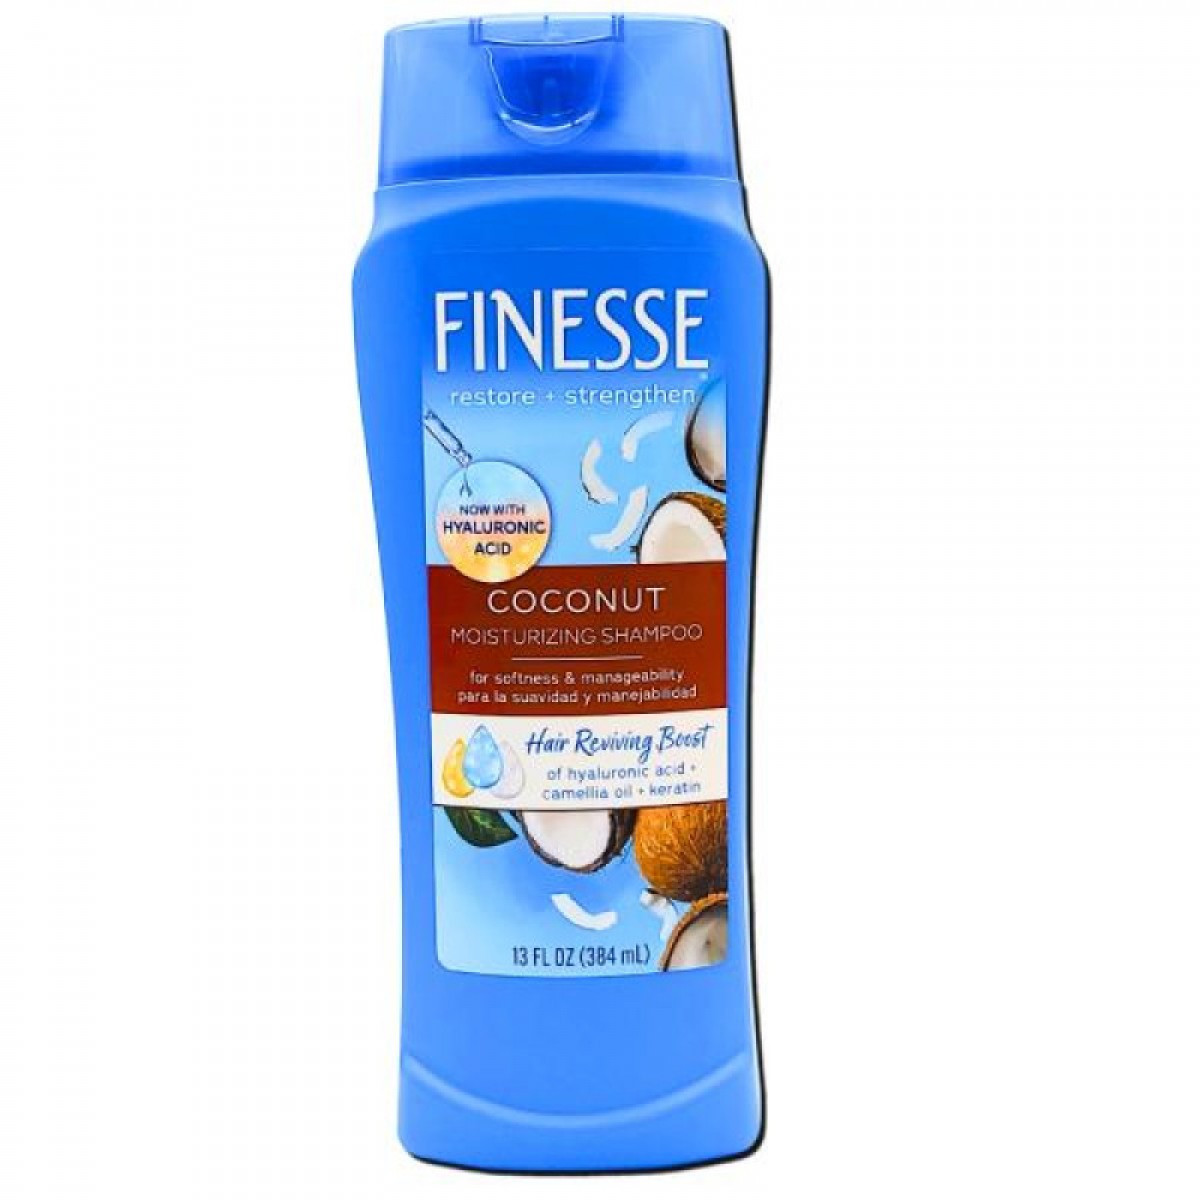 FINESSE
restore + strengthen
NOW WITH
HYALURONIC
ACID
COCONUT
MOISTURIZING SHAMPOO
for softness & manageability
para la suavidad y manejabilidad
Hair Reviving Boost
of hyaluronic acid +
camellia oil + keratin
13 FL OZ (384 mL)